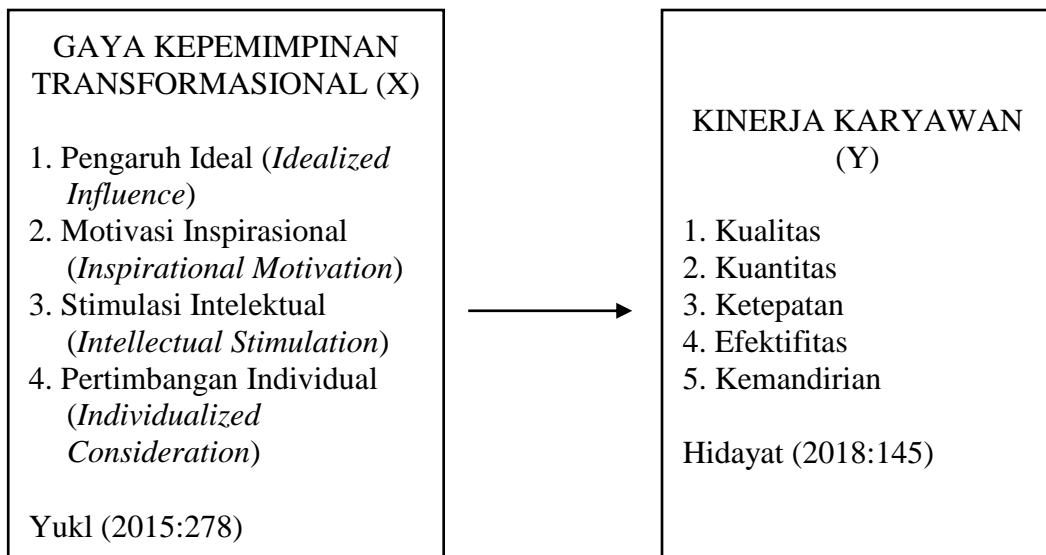 GAYA KEPEMIMPINAN
TRANSFORMASIONAL (X)
1. Pengaruh Ideal (Idealized
Influence)
2. Motivasi Inspirasional
(Inspirational Motivation)
3. Stimulasi Intelektual
(Intellectual Stimulation)
4. Pertimbangan Individual
(Individualized
Consideration)
Yukl (2015:278)
KINERJA KARYAWAN
(Y)
1. Kualitas
2. Kuantitas
3. Ketepatan
4. Efektifitas
5. Kemandirian
Hidayat (2018:145)